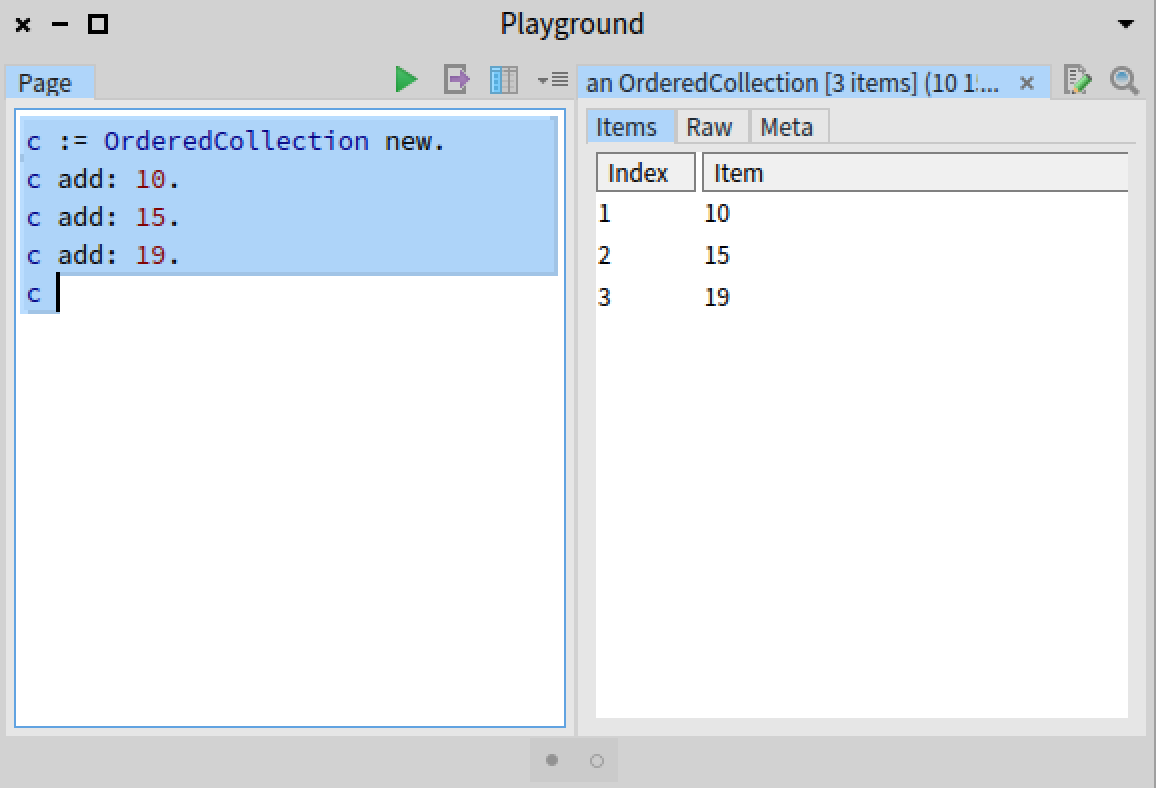 Playground
Page
an OrderedCollection [3 items] (10 1:...
c := OrderedCollection new.
c add: 10.
c add: 15.
c add: 19.
c
Items Raw Meta
Index Item
1 10
2 15
3 19